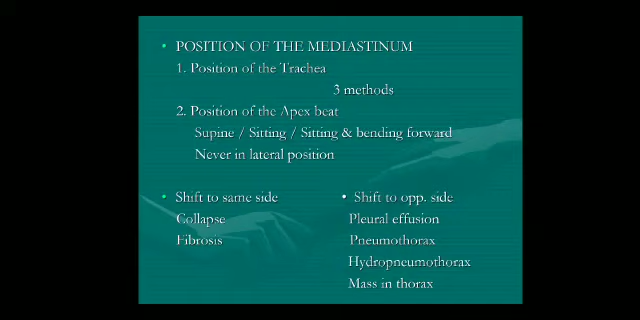 • POSITION OF THE MEDIASTINUM
1. Position of the Trachea
3 methods
2. Position of the Apex beat
Supine / Sitting / Sitting & bending forward
Never in lateral position
• Shift to same side
Collapse
Fibrosis
• Shift to opp. side
Pleural effusion
Pneumothorax
Hydropneumothorax
Mass in thorax